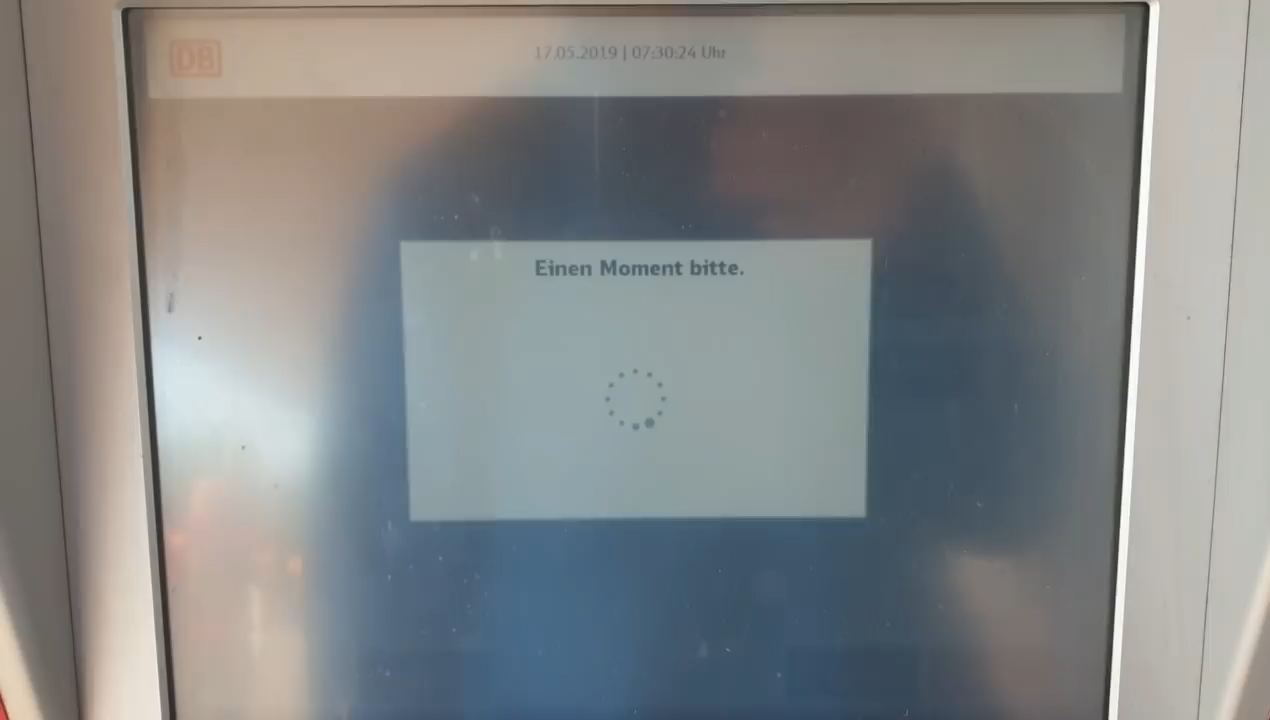 DB
17.05.2019 | 07:30:24 Uhr
Einen Moment bitte.